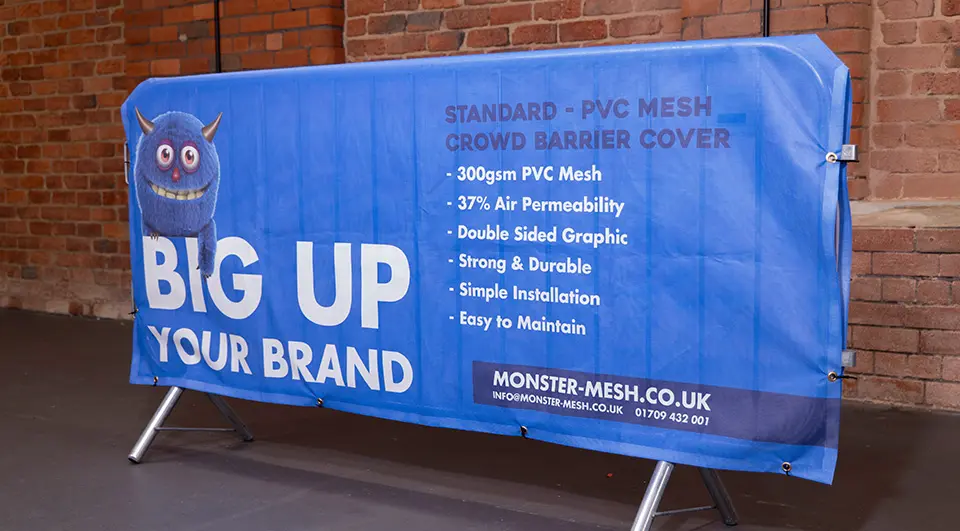 BIG UP
YOUR BRAND
STANDARD - PVC MESH
CROWD BARRIER COVER
- 300gsm PVC Mesh
- 37% Air Permeability
- Double Sided Graphic
- Strong & Durable
- Simple Installation
- Easy to Maintain
MONSTER-MESH.CO.UK
INFO@MONSTER-MESH.CO.UK 01709 432 001